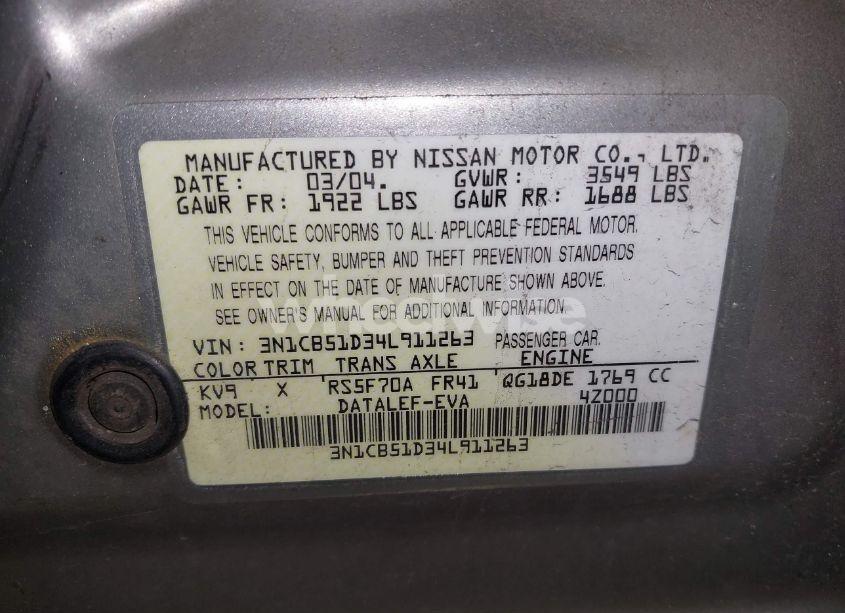 MANUFACTURED BY NISSAN MOTOR CO., LTD.
DATE: 03/04. GVWR: 3549 LBS
GAWR FR: 1922 LBS GAWR RR: 1688 LBS
THIS VEHICLE CONFORMS TO ALL APPLICABLE FEDERAL MOTOR.
VEHICLE SAFETY, BUMPER AND THEFT PREVENTION STANDARDS
IN EFFECT ON THE DATE OF MANUFACTURE SHOWN ABOVE.
SEE OWNER'S MANUAL FOR ADDITIONAL INFORMATION.
VIN: 3N1CB51D34L911263 PASSENGER CAR.
COLOR TRIM TRANS AXLE ENGINE
KV9 X RS5F70A FR41 QG18DE 1769 CC
MODEL: DATALEF-EVA 4Z000
3N1CB51D34L911263